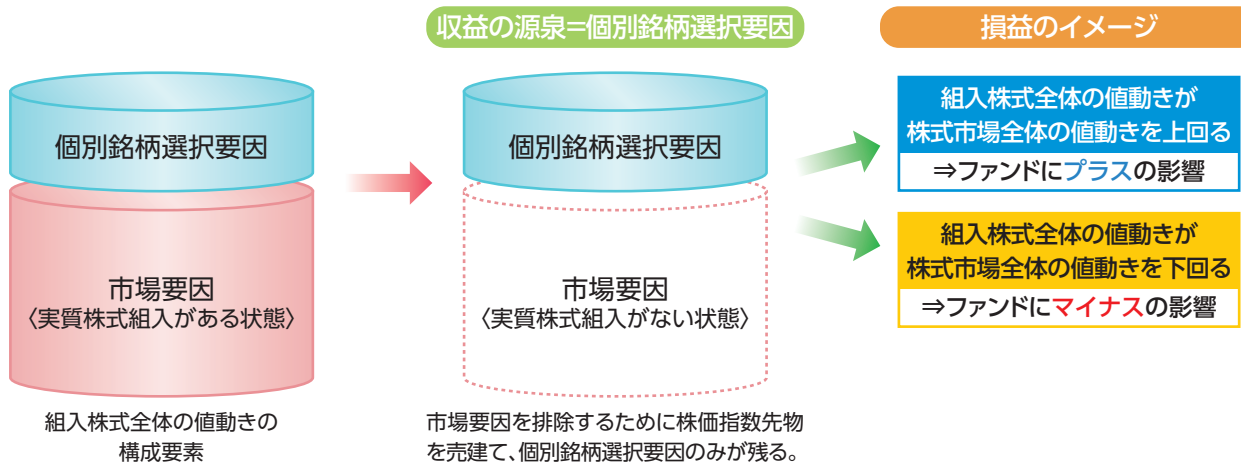 収益の源泉=個別銘柄選択要因
損益のイメージ
個別銘柄選択要因
市場要因
〈実質株式組入がある状態〉
組入株式全体の値動きの
構成要素
個別銘柄選択要因
市場要因
〈実質株式組入がない状態〉
市場要因を排除するために株価指数先物
を売建て、個別銘柄選択要因のみが残る。
組入株式全体の値動きが
株式市場全体の値動きを上回る
⇒ファンドにプラスの影響
組入株式全体の値動きが
株式市場全体の値動きを下回る
⇒ファンドにマイナスの影響